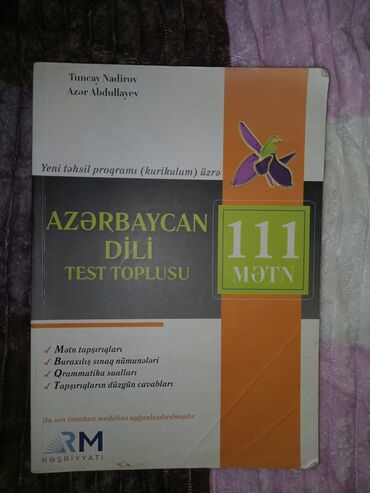 Tuncay Nadirov
Azər Abdullayev
Yeni təhsil proqramı (kurikulum) üzrə
AZƏRBAYCAN
DİLİ
TEST TOPLUSU
111
MƏTN
✓ Mətn tapşırıqları
✓ Buraxılış sınaq nümunələri
✓ Qrammatika sualları
✓ Tapşırıqların düzgün cavabları
Ən son imtahan modelinə uyğunlaşdırılmışdır
RM
NƏŞRİYYATI